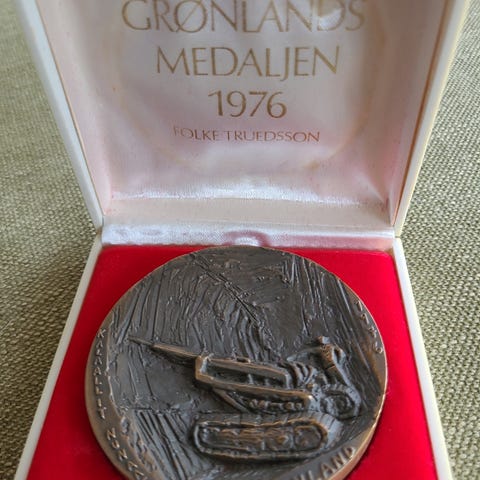 GRØNLANDS
MEDALJEN
1976
FOLKE TRUEDSSON